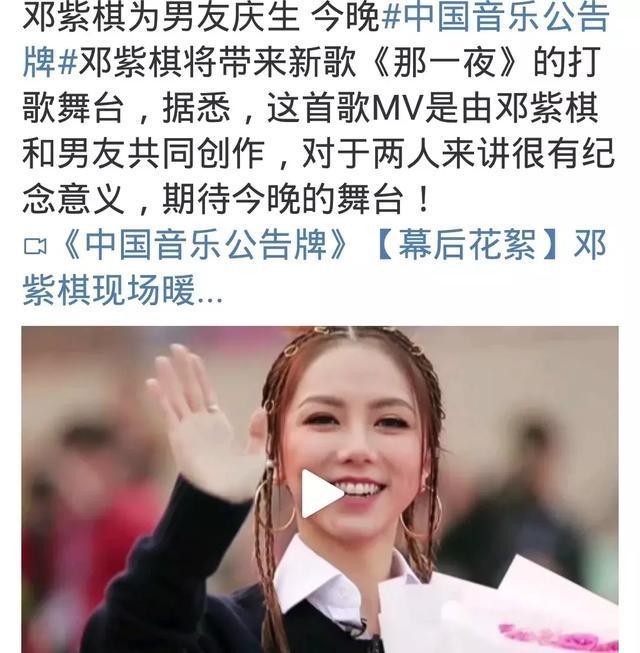 邓紫棋为男友庆生 今晚#中国音乐公告
牌#邓紫棋将带来新歌《那一夜》的打
歌舞台，据悉，这首歌MV是由邓紫棋
和男友共同创作，对于两人来讲很有纪
念意义，期待今晚的舞台！
《中国音乐公告牌》【幕后花絮】邓
紫棋现场暖...